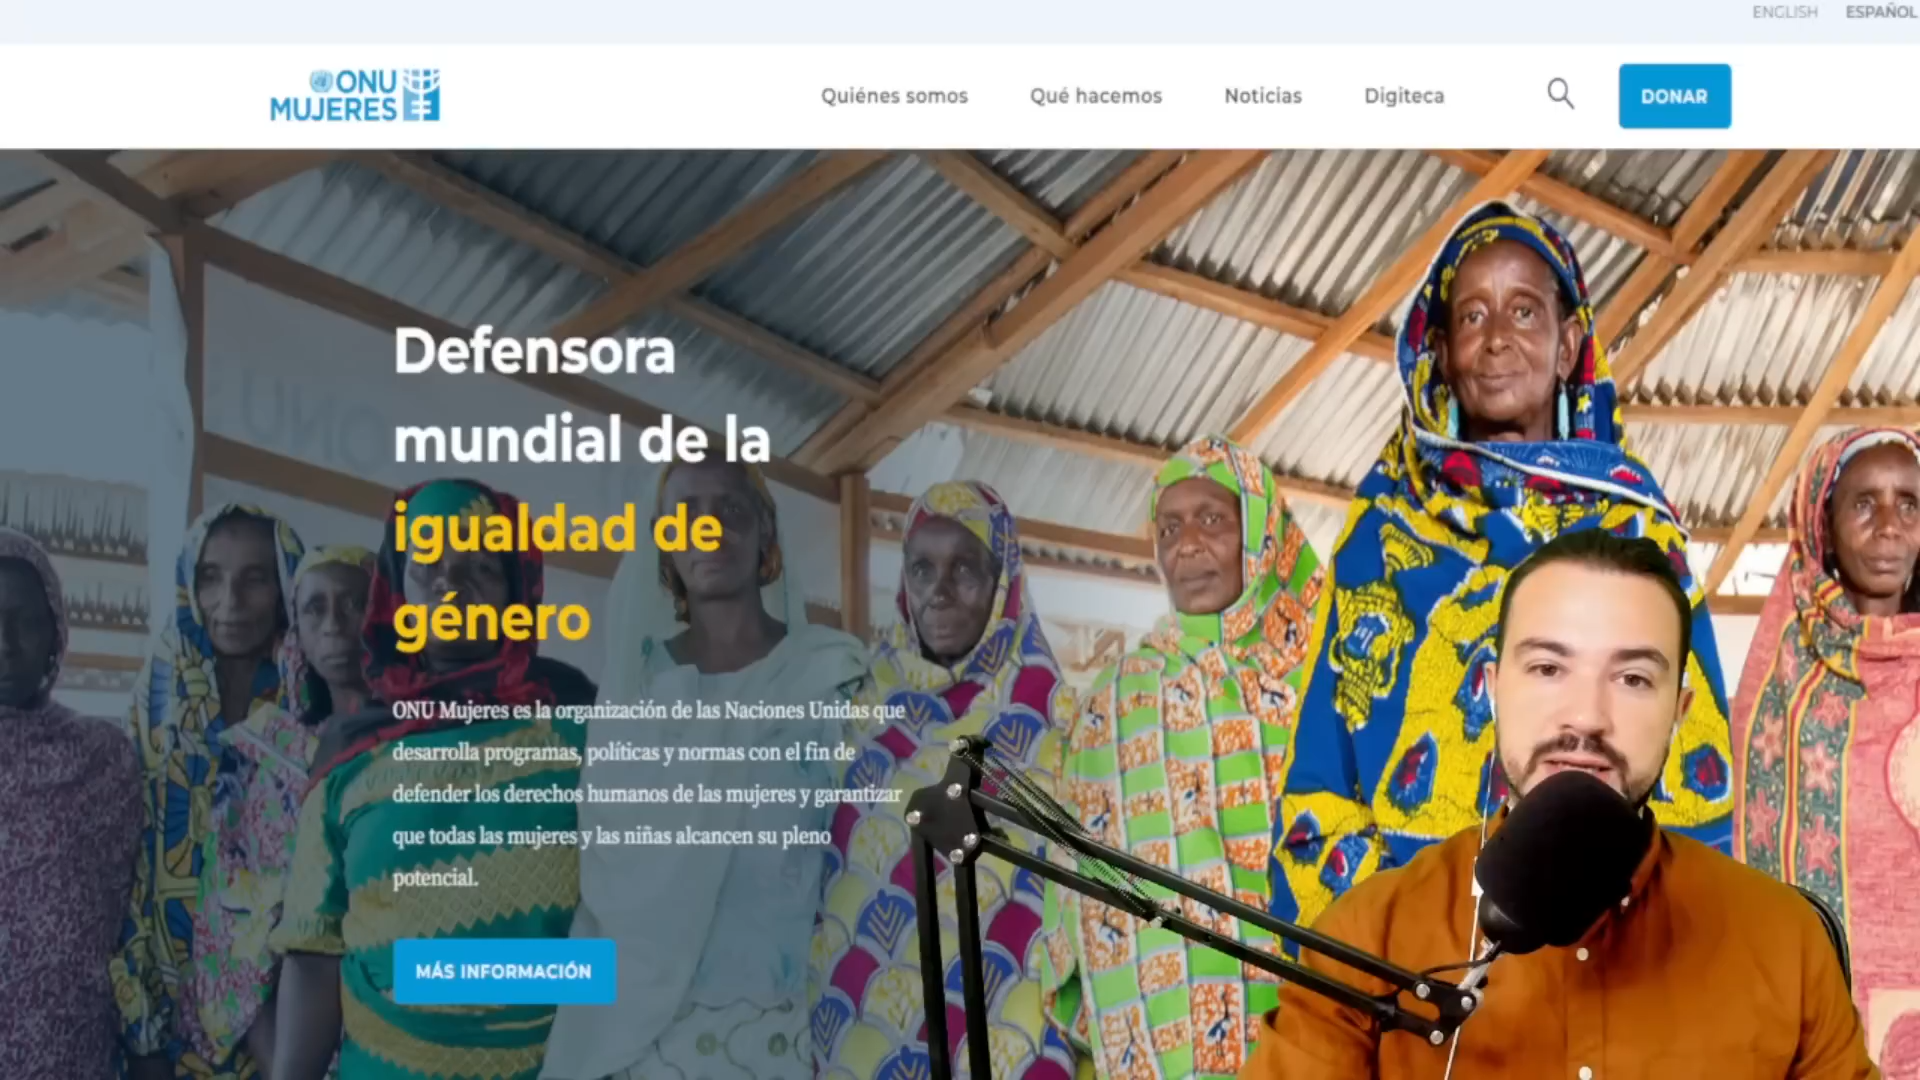 ENGLISH ESPAÑOL
ONU
MUJERES
Quiénes somos Qué hacemos Noticias Digiteca DONAR
Defensora
mundial de la
igualdad de
género
ONU Mujeres es la organización de las Naciones Unidas que
desarrolla programas, políticas y normas con el fin de
defender los derechos humanos de las mujeres y garantizar
que todas las mujeres y las niñas alcancen su pleno
potencial.
MÁS INFORMACIÓN